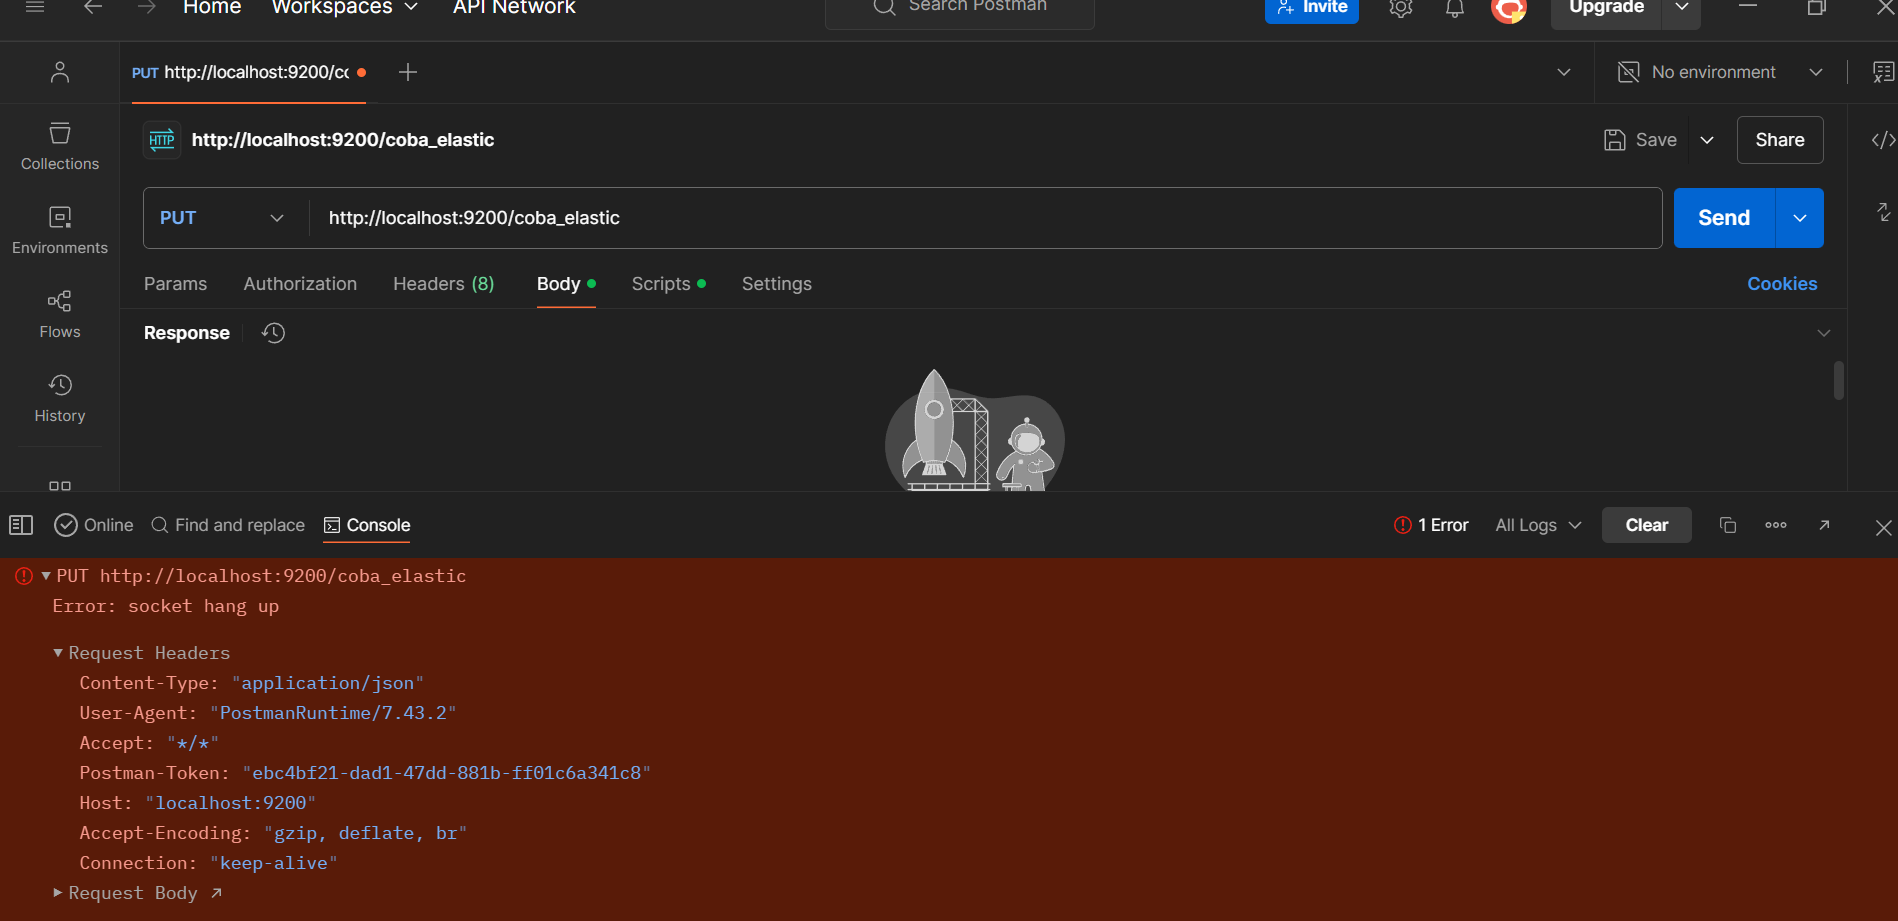 Home Workspaces API Network Search Postman Invite Upgrade
PUT http://localhost:9200/cc No environment
HTTP http://localhost:9200/coba_elastic Save Share
Collections
PUT http://localhost:9200/coba_elastic Send
Environments
Params Authorization Headers (8) Body Scripts Settings Cookies
Flows
Response
History
Online Find and replace Console 1 Error All Logs Clear
PUT http://localhost:9200/coba_elastic
Error: socket hang up
Request Headers
Content-Type: "application/json"
User-Agent: "PostmanRuntime/7.43.2"
Accept: "*/*"
Postman-Token: "ebc4bf21-dad1-47dd-881b-ff01c6a341c8"
Host: "localhost:9200"
Accept-Encoding: "gzip, deflate, br"
Connection: "keep-alive"
Request Body